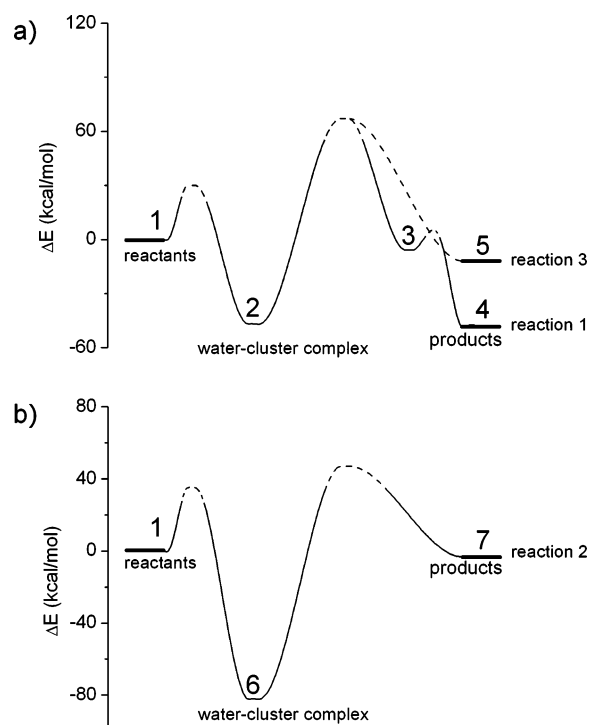 a)
120
60
0
-60
ΔE (kcal/mol)
1
reactants
2
water-cluster complex
3
5
reaction 3
4
reaction 1
products
b)
80
40
0
-40
-80
ΔE (kcal/mol)
1
reactants
6
water-cluster complex
7
reaction 2
products